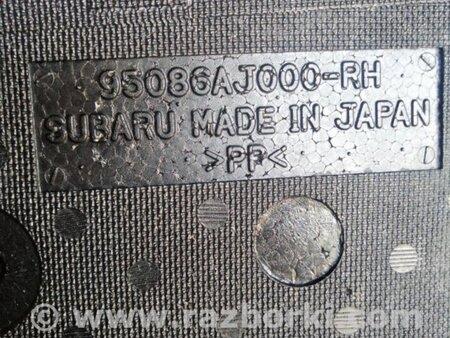 95086AJ000-RH
SUBARU MADE IN JAPAN
>PP<
© www.razborki.com